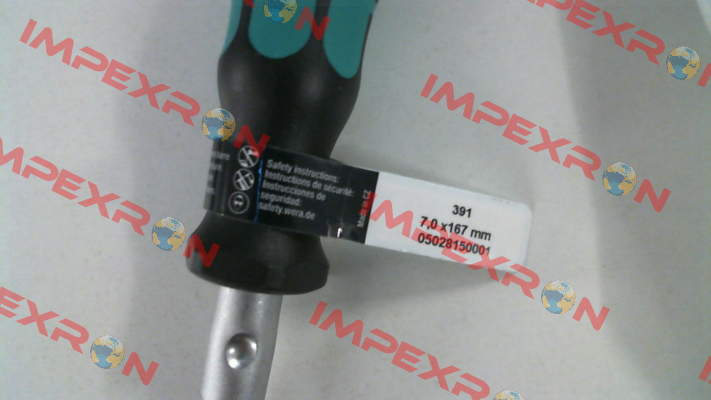 IMPEXRON
IMPEXRON
IMPEXRON
Safety instructions:
Instructions de sécurité:
Instrucciones de
seguridad:
safety.wera.de
391
7,0 x167 mm
05028150001
IMPEXRON
IMPEXRON
IMPEXRON
IMPEXRON